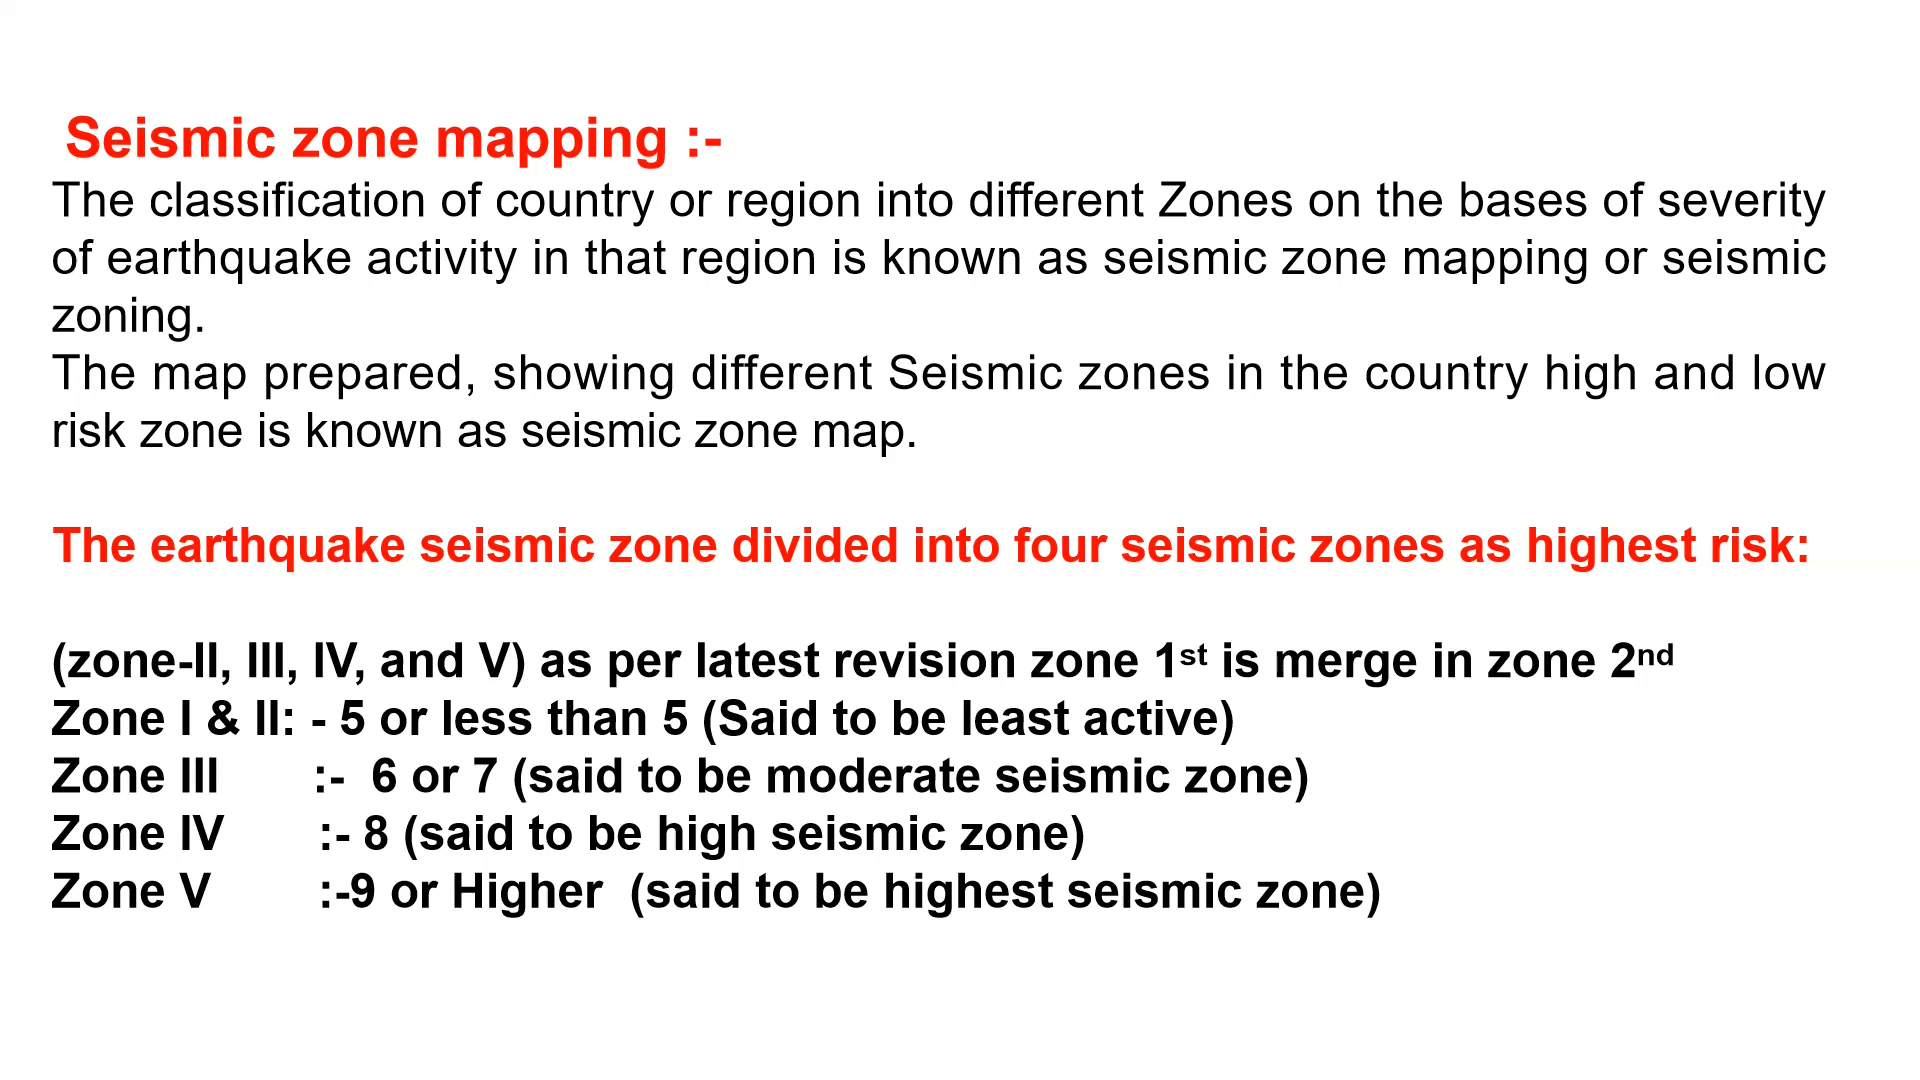 Seismic zone mapping :-
The classification of country or region into different Zones on the bases of severity
of earthquake activity in that region is known as seismic zone mapping or seismic
zoning.
The map prepared, showing different Seismic zones in the country high and low
risk zone is known as seismic zone map.
The earthquake seismic zone divided into four seismic zones as highest risk:
(zone-II, III, IV, and V) as per latest revision zone 1st is merge in zone 2nd
Zone I & II: - 5 or less than 5 (Said to be least active)
Zone III :- 6 or 7 (said to be moderate seismic zone)
Zone IV :- 8 (said to be high seismic zone)
Zone V :-9 or Higher (said to be highest seismic zone)